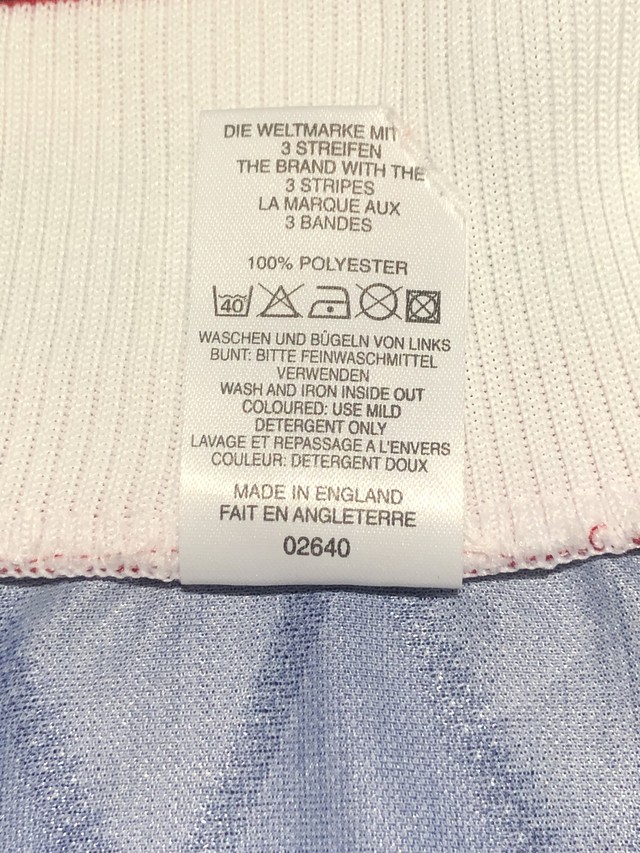 DIE WELTMARKE MIT
3 STREIFEN
THE BRAND WITH THE
3 STRIPES
LA MARQUE AUX
3 BANDES
100% POLYESTER
40
WASCHEN UND BÜGELN VON LINKS
BUNT: BITTE FEINWASCHMITTEL
VERWENDEN
WASH AND IRON INSIDE OUT
COLOURED: USE MILD
DETERGENT ONLY
LAVAGE ET REPASSAGE A L'ENVERS
COULEUR: DETERGENT DOUX
MADE IN ENGLAND
FAIT EN ANGLETERRE
02640